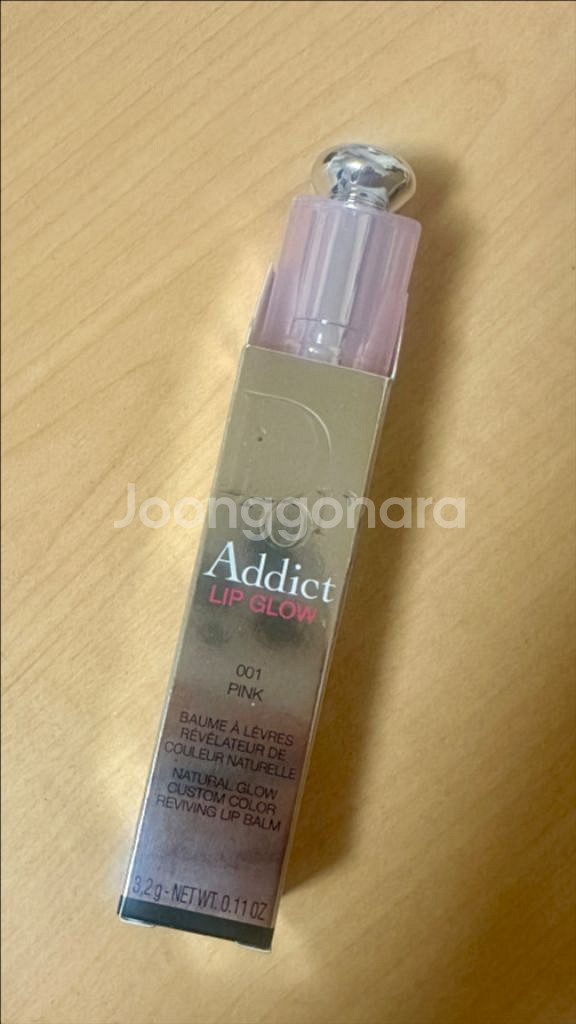 Joonggonara
Addict
LIP GLOW
001
PINK
BAUME À LÈVRES
RÉVÉLATEUR DE
COULEUR NATURELLE
NATURAL GLOW
CUSTOM COLOR
REVIVING LIP BALM
3,2g - NET WT. 0.11 OZ